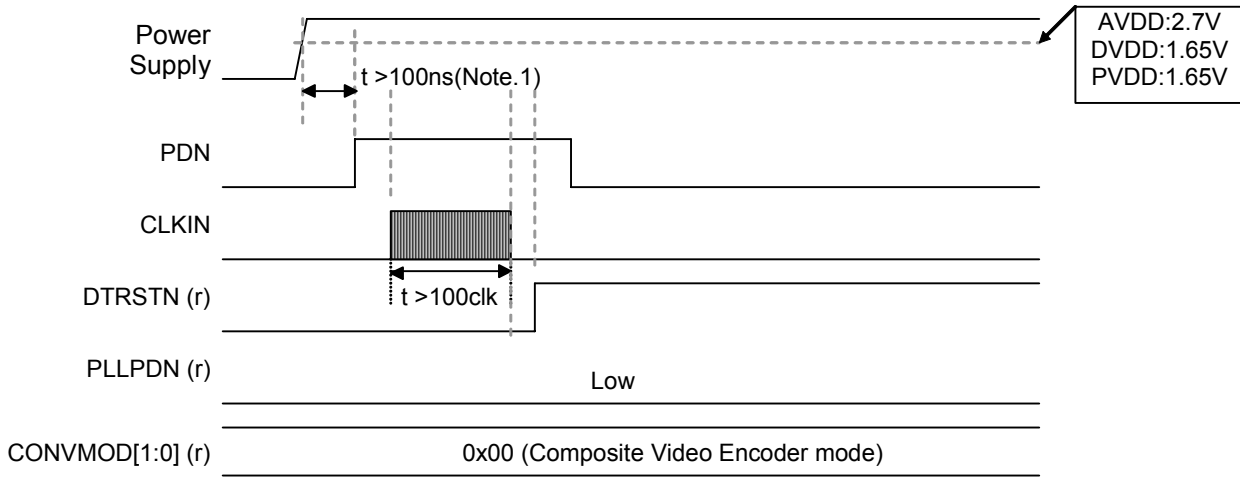 Power
Supply
AVDD:2.7V
DVDD:1.65V
PVDD:1.65V
t >100ns(Note.1)
PDN
CLKIN
t >100clk
DTRSTN (r)
PLLPDN (r)
Low
CONVMOD[1:0] (r)
0x00 (Composite Video Encoder mode)